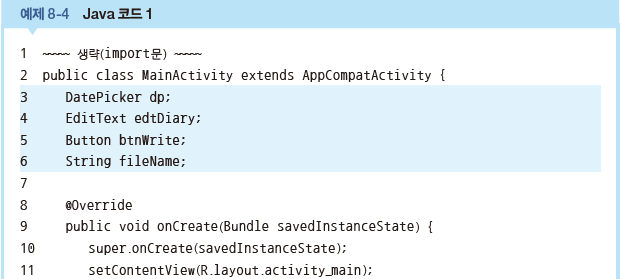 예제 8-4 Java 코드 1
1 ~~~~~ 생략(import문) ~~~~~
2 public class MainActivity extends AppCompatActivity {
3 DatePicker dp;
4 EditText edtDiary;
5 Button btnWrite;
6 String fileName;
7
8 @Override
9 public void onCreate(Bundle savedInstanceState) {
10 super.onCreate(savedInstanceState);
11 setContentView(R.layout.activity_main);